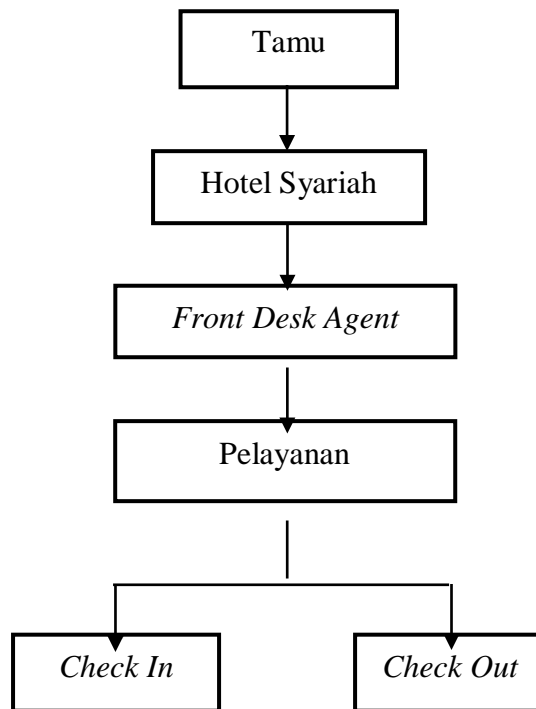 Tamu
Hotel Syariah
Front Desk Agent
Pelayanan
Check In
Check Out